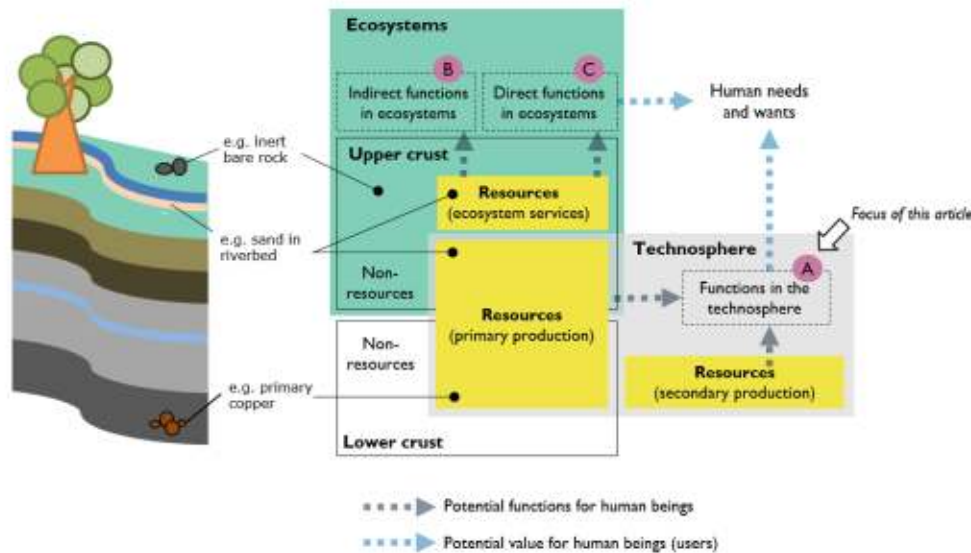 Ecosystems
B
C
Indirect functions
in ecosystems
Direct functions
in ecosystems
Human needs
and wants
e.g. inert
bare rock
Upper crust
Resources
(ecosystem services)
Focus of this article
e.g. sand in
riverbed
Technosphere
A
Non-
resources
Functions in the
technosphere
Resources
(primary production)
Non-
resources
Resources
(secondary production)
e.g. primary
copper
Lower crust
Potential functions for human beings
Potential value for human beings (users)